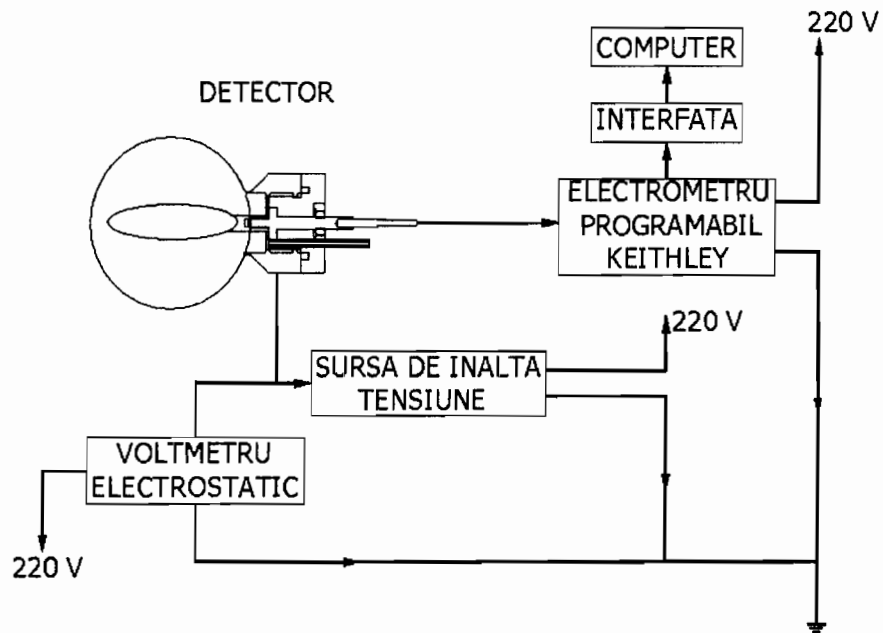 220 V
COMPUTER
DETECTOR
INTERFATA
ELECTROMETRU
PROGRAMABIL
KEITHLEY
220 V
SURSA DE INALTA
TENSIUNE
VOLTMETRU
ELECTROSTATIC
220 V